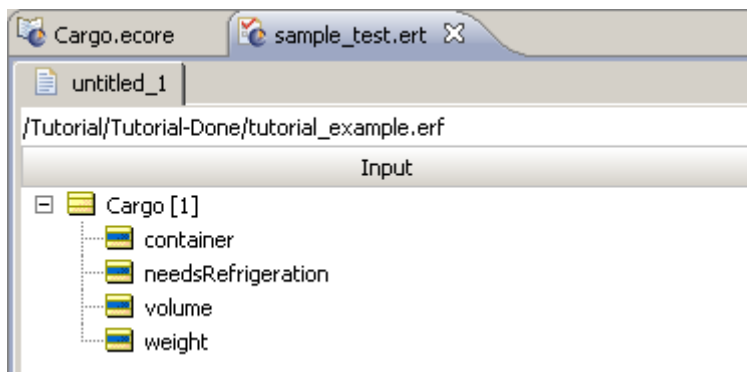 Cargo.ecore sample_test.ert
untitled_1
/Tutorial/Tutorial-Done/tutorial_example.erf
Input
Cargo [1]
container
needsRefrigeration
volume
weight